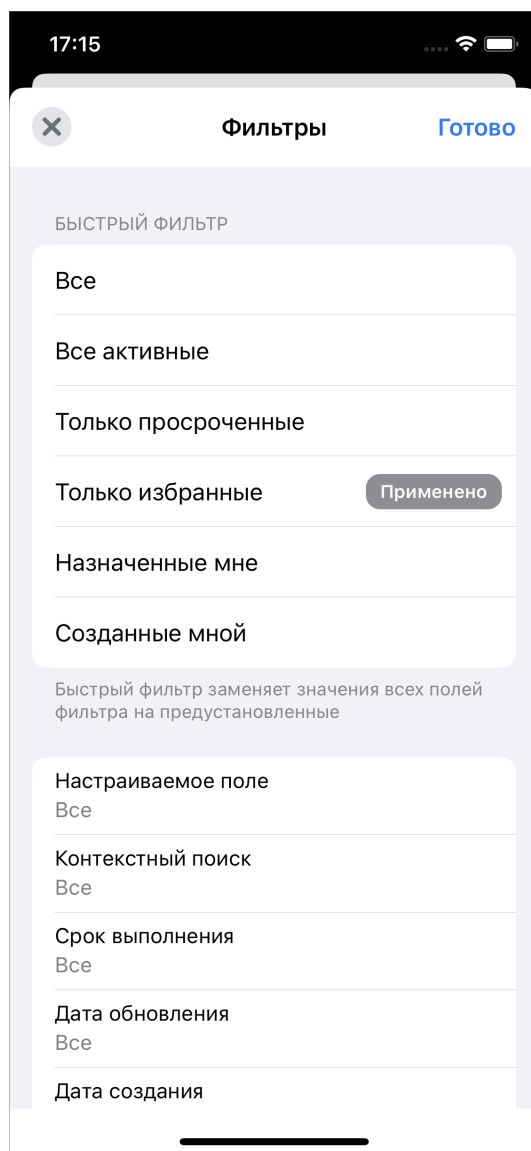 17:15
Фильтры
Готово
БЫСТРЫЙ ФИЛЬТР
Все
Все активные
Только просроченные
Только избранные
Применено
Назначенные мне
Созданные мной
Быстрый фильтр заменяет значения всех полей
фильтра на предустановленные
Настраиваемое поле
Все
Контекстный поиск
Все
Срок выполнения
Все
Дата обновления
Все
Дата создания